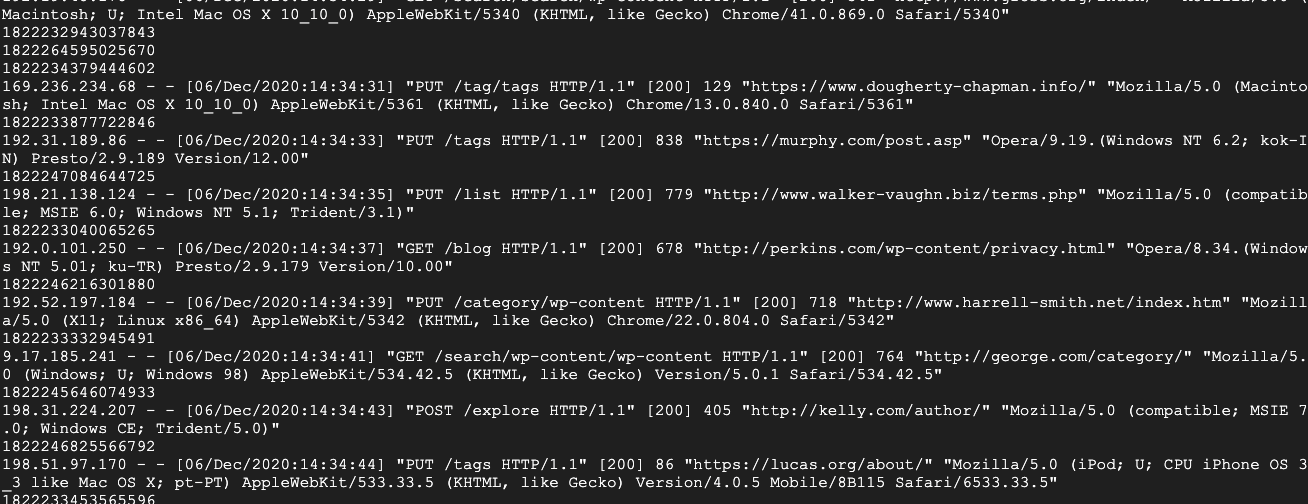 Macintosh; U; Intel Mac OS X 10_10_0) AppleWebKit/5340 (KHTML, like Gecko) Chrome/41.0.869.0 Safari/5340"
1822232943037843
1822264595025670
1822234379444602
169.236.234.68 - - [06/Dec/2020:14:34:31] "PUT /tag/tags HTTP/1.1" [200] 129 "https://www.dougherty-chapman.info/" "Mozilla/5.0 (Macinto
sh; Intel Mac OS X 10_10_0) AppleWebKit/5361 (KHTML, like Gecko) Chrome/13.0.840.0 Safari/5361"
1822233877722846
192.31.189.86 - - [06/Dec/2020:14:34:33] "PUT /tags HTTP/1.1" [200] 838 "https://murphy.com/post.asp" "Opera/9.19.(Windows NT 6.2; kok-I
N) Presto/2.9.189 Version/12.00"
1822247084644725
198.21.138.124 - - [06/Dec/2020:14:34:35] "PUT /list HTTP/1.1" [200] 779 "http://www.walker-vaughn.biz/terms.php" "Mozilla/5.0 (compatib
le; MSIE 6.0; Windows NT 5.1; Trident/3.1)"
1822233040065265
192.0.101.250 - - [06/Dec/2020:14:34:37] "GET /blog HTTP/1.1" [200] 678 "http://perkins.com/wp-content/privacy.html" "Opera/8.34.(Window
s NT 5.01; ku-TR) Presto/2.9.179 Version/10.00"
1822246216301880
192.52.197.184 - - [06/Dec/2020:14:34:39] "PUT /category/wp-content HTTP/1.1" [200] 718 "http://www.harrell-smith.net/index.htm" "Mozill
a/5.0 (X11; Linux x86_64) AppleWebKit/5342 (KHTML, like Gecko) Chrome/22.0.804.0 Safari/5342"
1822233332945491
9.17.185.241 - - [06/Dec/2020:14:34:41] "GET /search/wp-content/wp-content HTTP/1.1" [200] 764 "http://george.com/category/" "Mozilla/5.
0 (Windows; U; Windows 98) AppleWebKit/534.42.5 (KHTML, like Gecko) Version/5.0.1 Safari/534.42.5"
1822245646074933
198.31.224.207 - - [06/Dec/2020:14:34:43] "POST /explore HTTP/1.1" [200] 405 "http://kelly.com/author/" "Mozilla/5.0 (compatible; MSIE 7
.0; Windows CE; Trident/5.0)"
1822246825566792
198.51.97.170 - - [06/Dec/2020:14:34:44] "PUT /tags HTTP/1.1" [200] 86 "https://lucas.org/about/" "Mozilla/5.0 (iPod; U; CPU iPhone OS 3
_3 like Mac OS X; pt-PT) AppleWebKit/533.33.5 (KHTML, like Gecko) Version/4.0.5 Mobile/8B115 Safari/6533.33.5"
1822233453565596